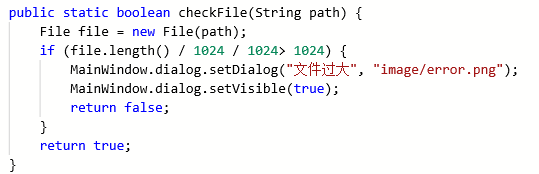 public static boolean checkFile(String path) {
    File file = new File(path);
    if (file.length() / 1024 / 1024> 1024) {
        MainWindow.dialog.setDialog("文件过大", "image/error.png");
        MainWindow.dialog.setVisible(true);
        return false;
    }
    return true;
}